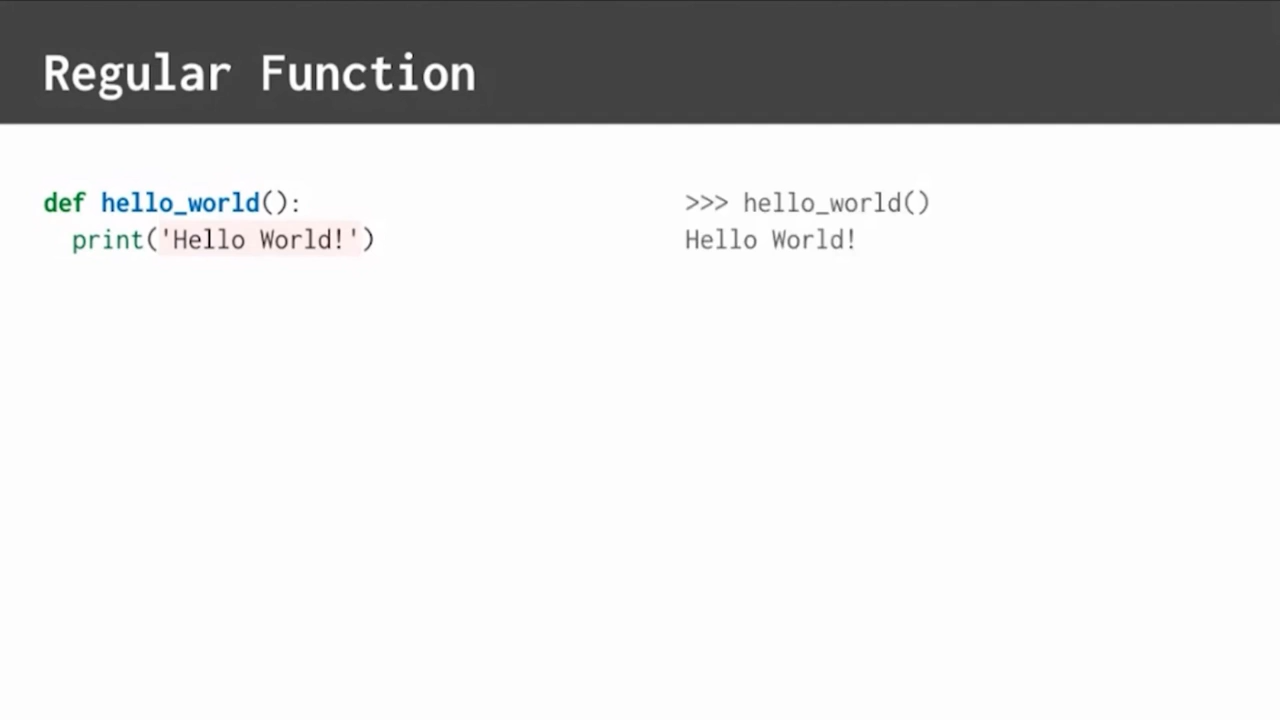 Regular Function
def hello_world():
  print('Hello World!')
>>> hello_world()
Hello World!